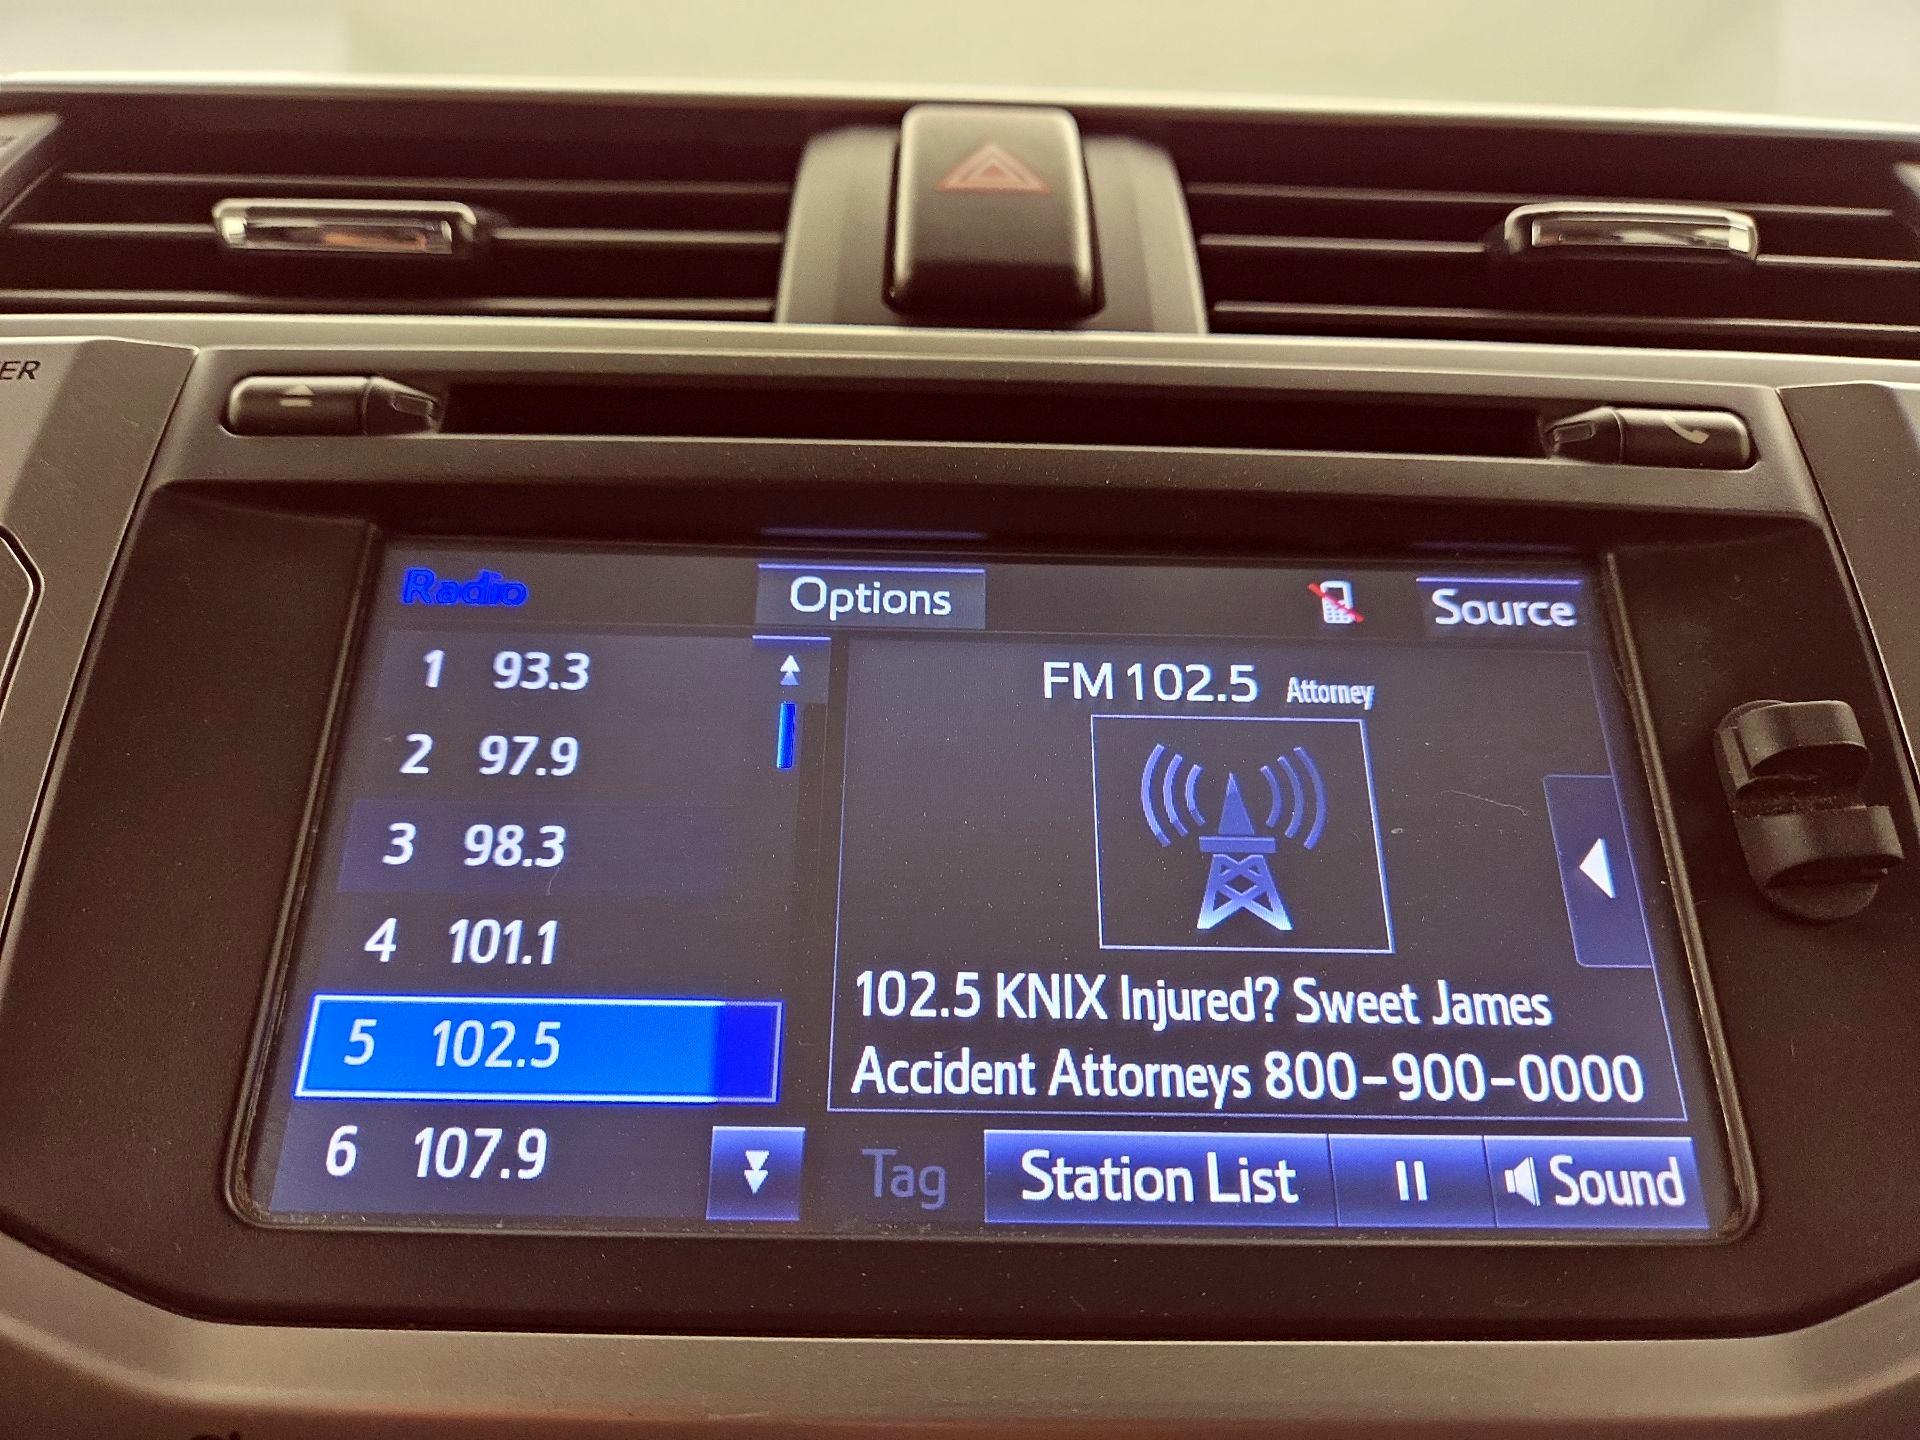 ER
Radio
Options
Source
1 93.3
2 97.9
3 98.3
4 101.1
5 102.5
6 107.9
FM 102.5 Attorney
102.5 KNIX Injured? Sweet James
Accident Attorneys 800-900-0000
Tag
Station List
Sound